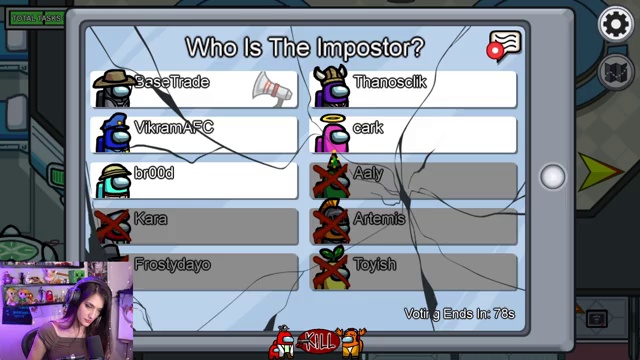 TOTAL TASKS
Who Is The Impostor?
BaseTrade
Thanosclik
VikramAFC
cark
br00d
Aaly
Kara
Artemis
Frostydayo
Toyish
Voting Ends In: 78s
KILL